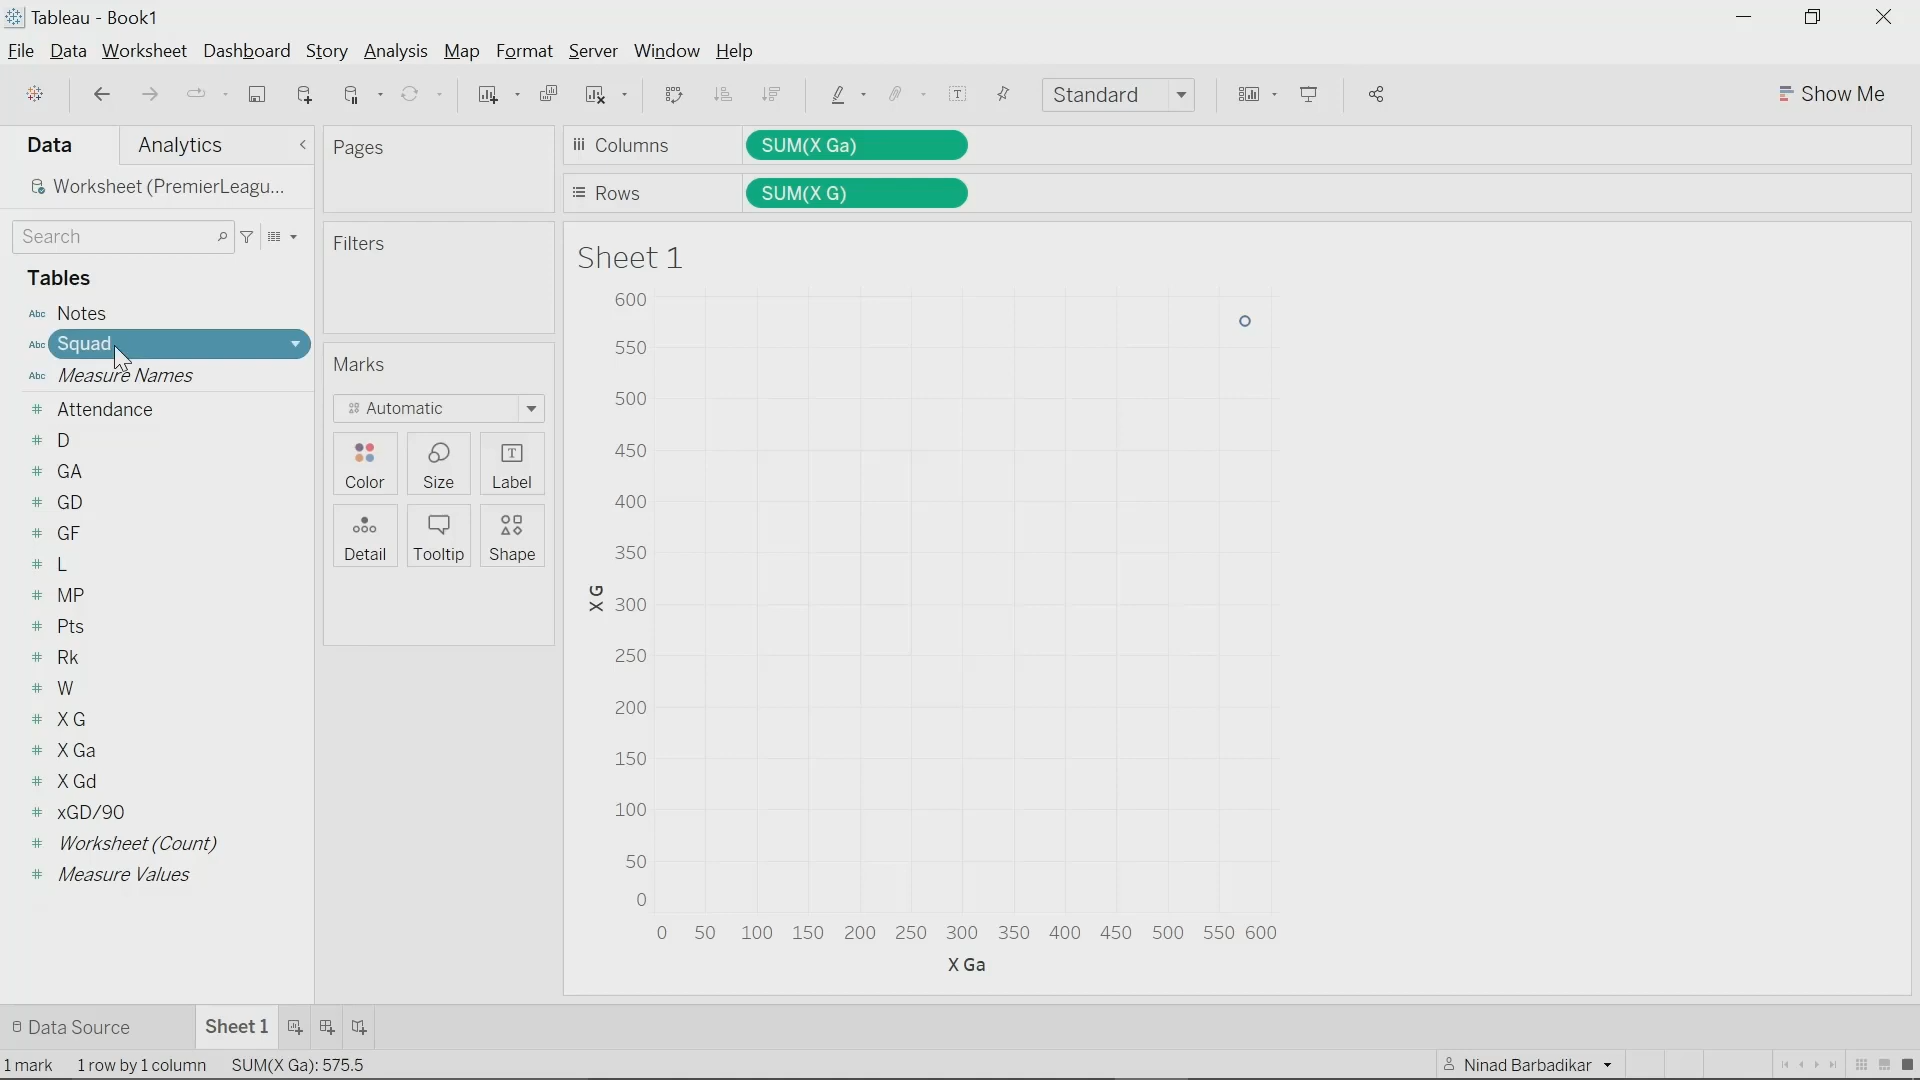 Tableau - Book1
File Data Worksheet Dashboard Story Analysis Map Format Server Window Help
Standard
Show Me
Data
Analytics
Worksheet (PremierLeagu...
Search
Tables
Abc Notes
Abc Squad
Abc Measure Names
# Attendance
# D
# GA
# GD
# GF
# L
# MP
# Pts
# Rk
# W
# X G
# X Ga
# X Gd
# xGD/90
# Worksheet (Count)
# Measure Values
Pages
Filters
Marks
Automatic
Color Size Label
Detail Tooltip Shape
Columns SUM(X Ga)
Rows SUM(X G)
Sheet 1
600
550
500
450
400
350
300
250
200
150
100
50
0
X G
0 50 100 150 200 250 300 350 400 450 500 550 600
X Ga
Data Source Sheet 1
1 mark 1 row by 1 column SUM(X Ga): 575.5
Ninad Barbadikar